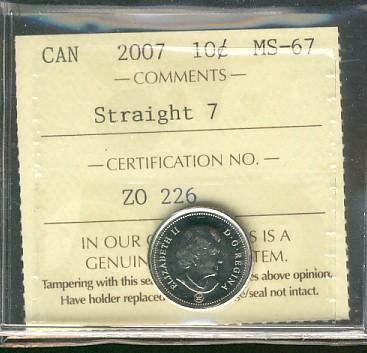 CAN 2007 10¢ MS-67
— COMMENTS —
Straight 7
— CERTIFICATION NO. —
ZO 226
IN OUR S IS A
GENUIN TEM.
Tampering with this se s above opinion,
Have holder replaced /seal not intact.
ELIZABETH II D·G·REGINA